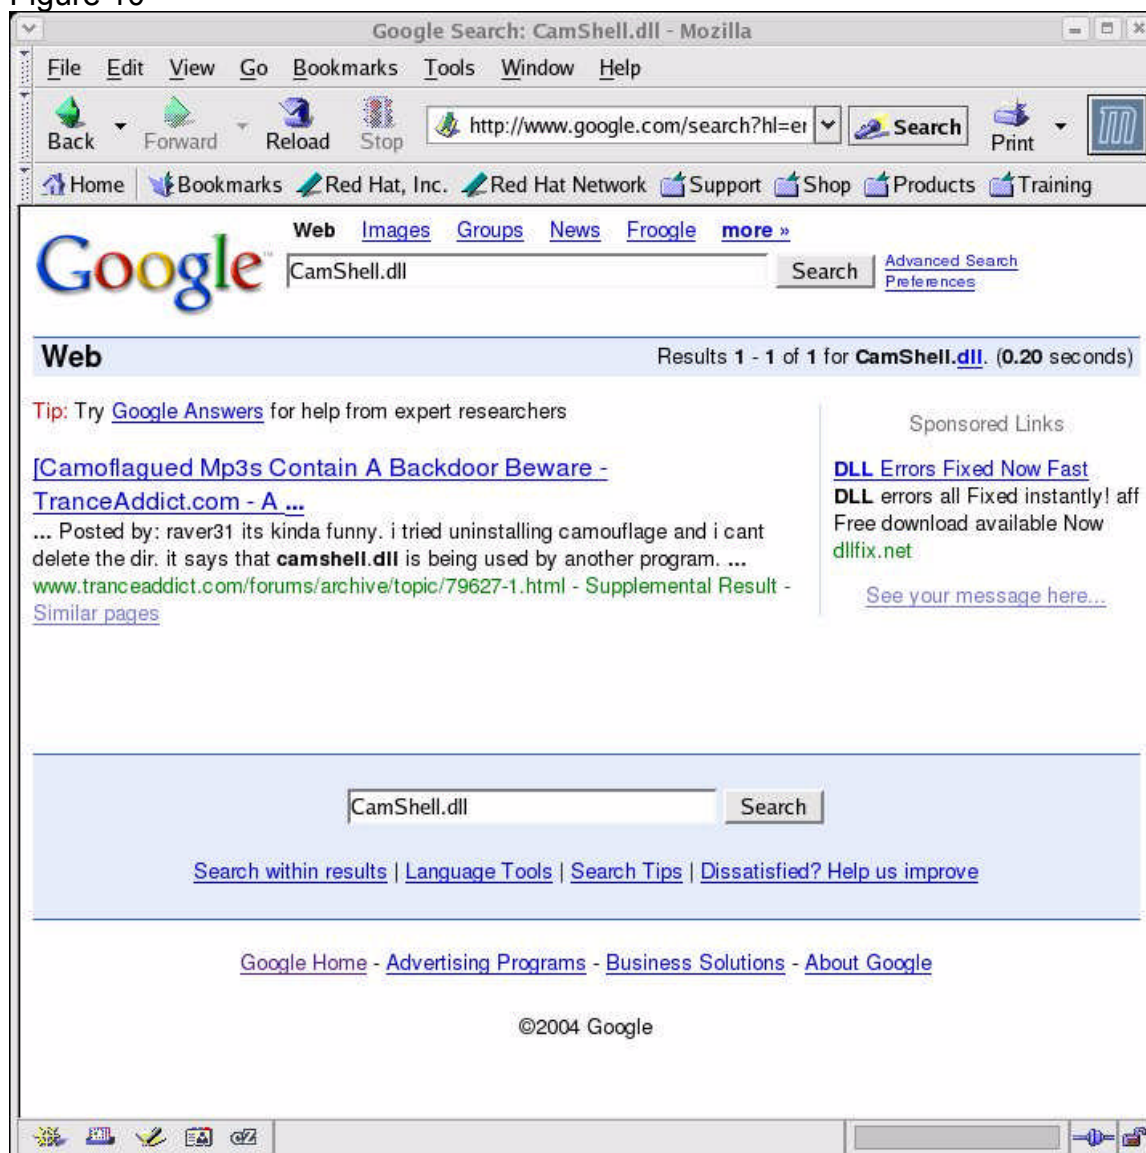 Google Search: CamShell.dll - Mozilla
File Edit View Go Bookmarks Tools Window Help
Back Forward Reload Stop http://www.google.com/search?hl=er Search Print
Home Bookmarks Red Hat, Inc. Red Hat Network Support Shop Products Training
Web Images Groups News Froogle more »
Google™ CamShell.dll Search Advanced Search
Preferences
Web Results 1 - 1 of 1 for CamShell.dll. (0.20 seconds)
Tip: Try Google Answers for help from expert researchers
[Camoflagued Mp3s Contain A Backdoor Beware -
TranceAddict.com - A ...
... Posted by: raver31 its kinda funny. i tried uninstalling camouflage and i cant
delete the dir. it says that camshell.dll is being used by another program. ...
www.tranceaddict.com/forums/archive/topic/79627-1.html - Supplemental Result -
Similar pages
Sponsored Links
DLL Errors Fixed Now Fast
DLL errors all Fixed instantly! aff
Free download available Now
dllfix.net
See your message here...
CamShell.dll Search
Search within results | Language Tools | Search Tips | Dissatisfied? Help us improve
Google Home - Advertising Programs - Business Solutions - About Google
©2004 Google